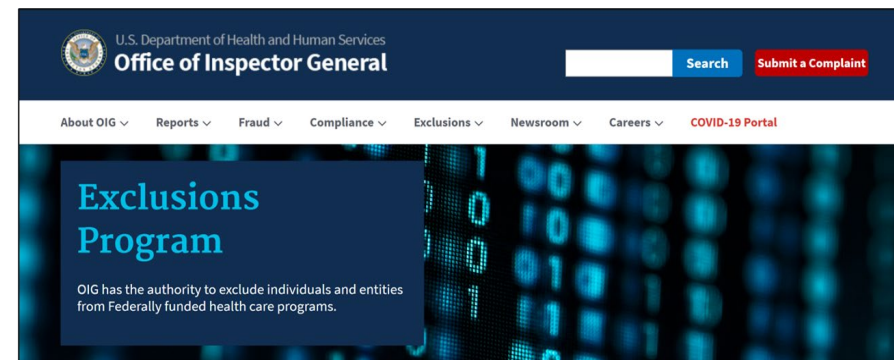 U.S. Department of Health and Human Services
Office of Inspector General
Search
Submit a Complaint
About OIG
Reports
Fraud
Compliance
Exclusions
Newsroom
Careers
COVID-19 Portal
Exclusions
Program
OIG has the authority to exclude individuals and entities
from Federally funded health care programs.